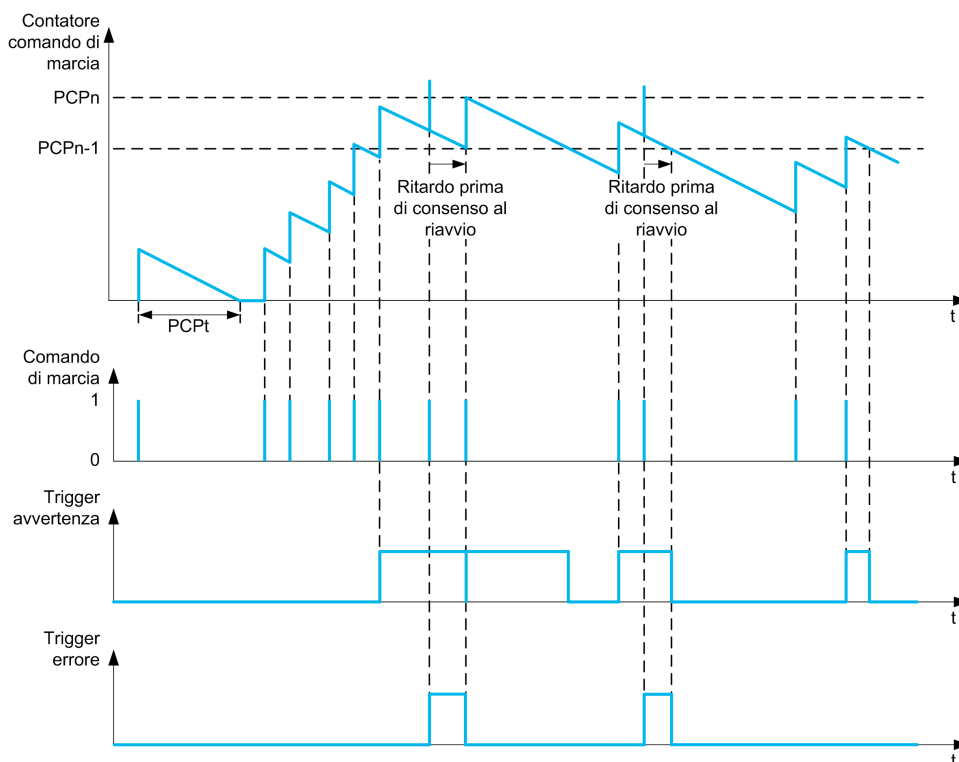 Contatore
comando di
marcia
PCPn
PCPn-1
Ritardo prima
di consenso al
riavvio
Ritardo prima
di consenso al
riavvio
PCPt
t
Comando
di marcia
1
0
t
Trigger
avvertenza
t
Trigger
errore
t